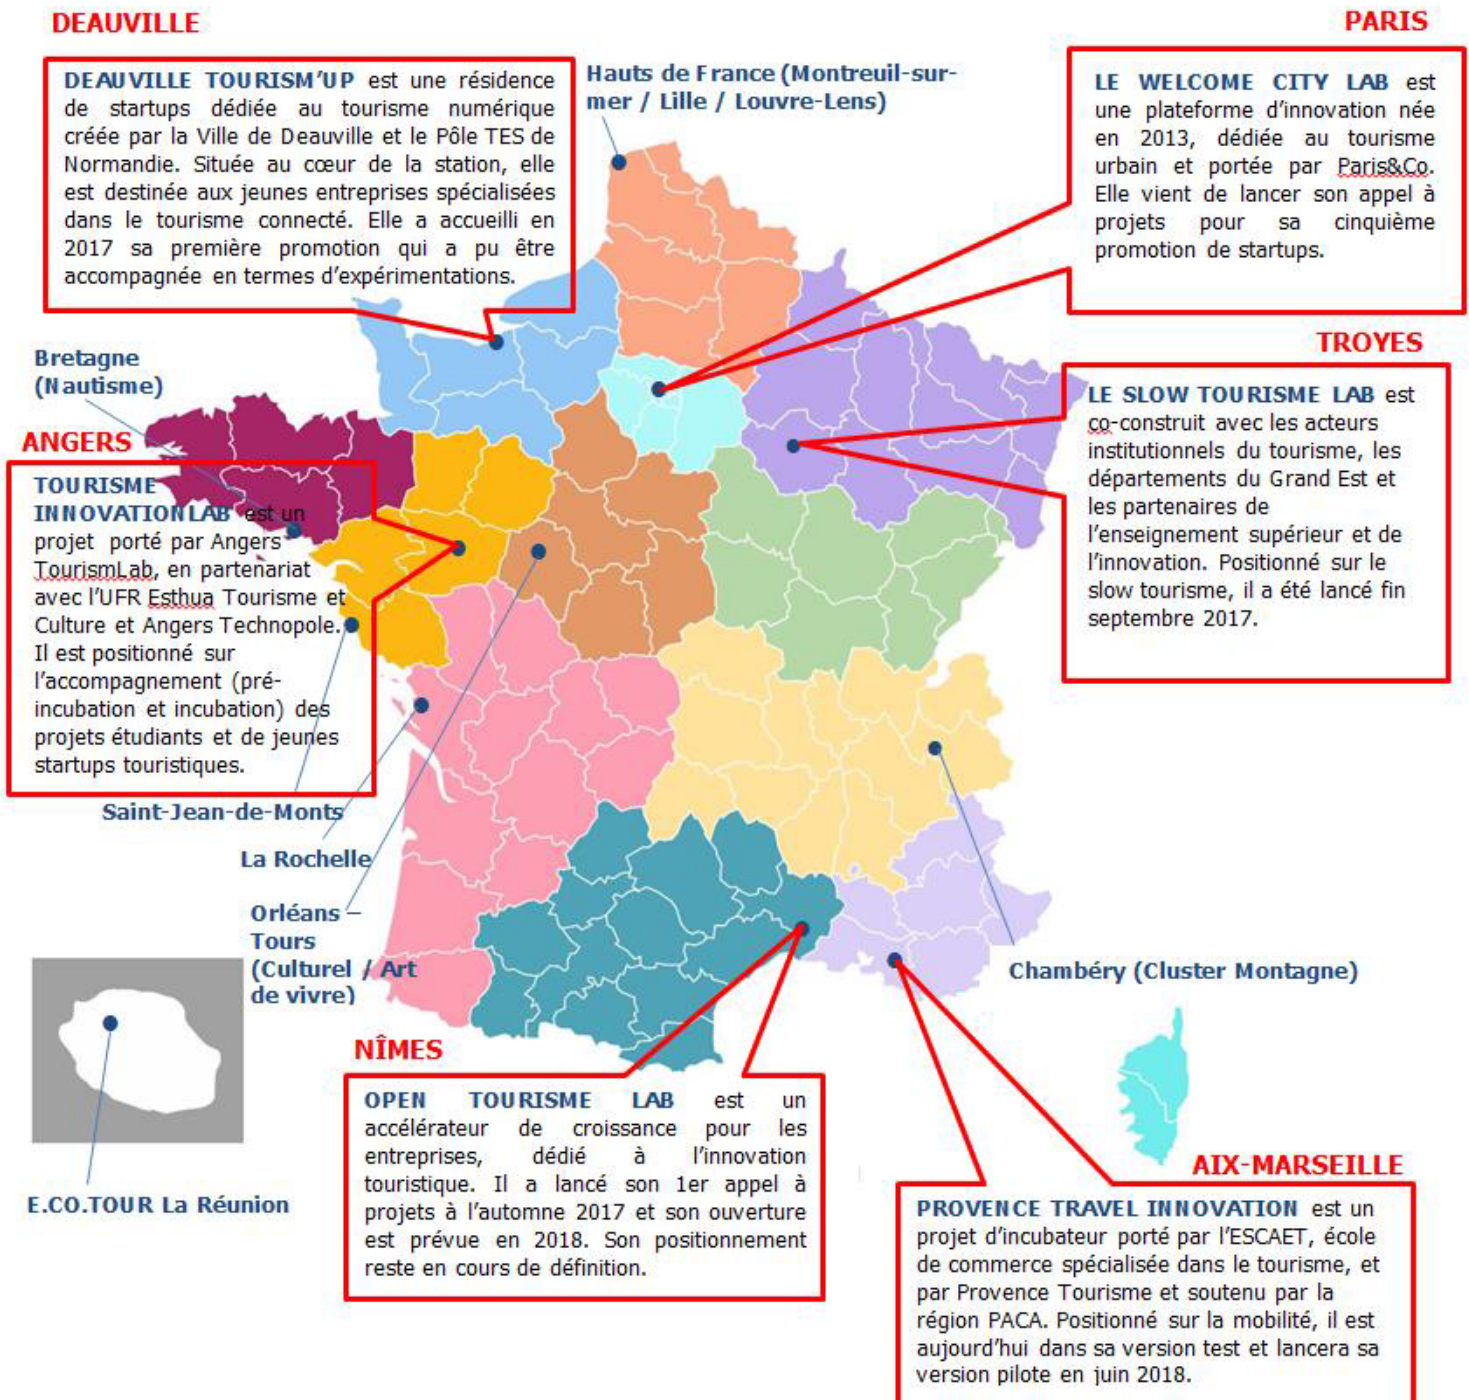 DEAUVILLE
DEAUVILLE TOURISM’UP est une résidence
de startups dédiée au tourisme numérique
créée par la Ville de Deauville et le Pôle TES de
Normandie. Située au cœur de la station, elle
est destinée aux jeunes entreprises spécialisées
dans le tourisme connecté. Elle a accueilli en
2017 sa première promotion qui a pu être
accompagnée en termes d’expérimentations.
Hauts de France (Montreuil-sur-
mer / Lille / Louvre-Lens)
PARIS
LE WELCOME CITY LAB est
une plateforme d’innovation née
en 2013, dédiée au tourisme
urbain et portée par Paris&Co.
Elle vient de lancer son appel à
projets pour sa cinquième
promotion de startups.
TROYES
LE SLOW TOURISME LAB est
co-construit avec les acteurs
institutionnels du tourisme, les
départements du Grand Est et
les partenaires de
l’enseignement supérieur et de
l’innovation. Positionné sur le
slow tourisme, il a été lancé fin
septembre 2017.
Bretagne
(Nautisme)
ANGERS
TOURISME
INNOVATIONLAB est un
projet porté par Angers
TourismLab, en partenariat
avec l’UFR Esthua Tourisme et
Culture et Angers Technopole.
Il est positionné sur
l’accompagnement (pré-
incubation et incubation) des
projets étudiants et de jeunes
startups touristiques.
Saint-Jean-de-Monts
La Rochelle
Orléans –
Tours
(Culturel / Art
de vivre)
Chambéry (Cluster Montagne)
E.CO.TOUR La Réunion
NÎMES
OPEN TOURISME LAB est un
accélérateur de croissance pour les
entreprises, dédié à l’innovation
touristique. Il a lancé son 1er appel à
projets à l’automne 2017 et son ouverture
est prévue en 2018. Son positionnement
reste en cours de définition.
AIX-MARSEILLE
PROVENCE TRAVEL INNOVATION est un
projet d’incubateur porté par l’ESCAET, école
de commerce spécialisée dans le tourisme, et
par Provence Tourisme et soutenu par la
région PACA. Positionné sur la mobilité, il est
aujourd’hui dans sa version test et lancera sa
version pilote en juin 2018.